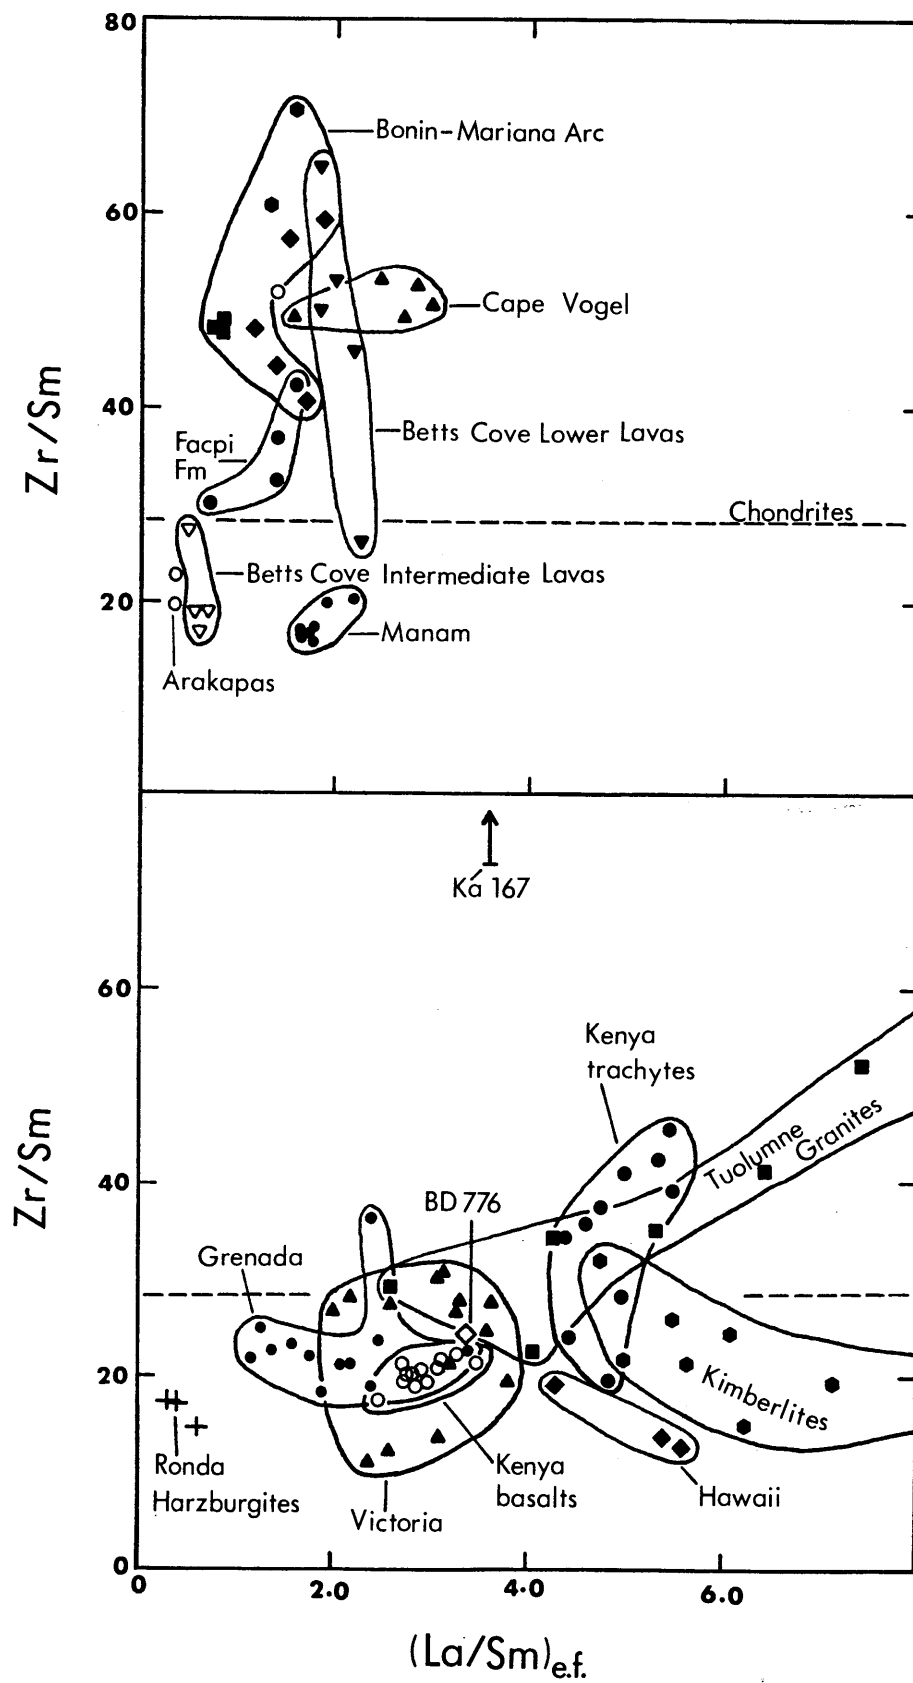 80
Bonin-Mariana Arc
60
Cape Vogel
Zr/Sm
40
Betts Cove Lower Lavas
Facpi
Fm
Chondrites
Betts Cove Intermediate Lavas
20
Manam
Arakapas
Ka 167
60
Kenya
trachytes
Zr/Sm
Tuolumne
Granites
40
BD 776
Grenada
20
Kimberlites
Ronda
Harzburgites
Kenya
basalts
Hawaii
Victoria
0
0 2.0 4.0 6.0
(La/Sm)e.f.